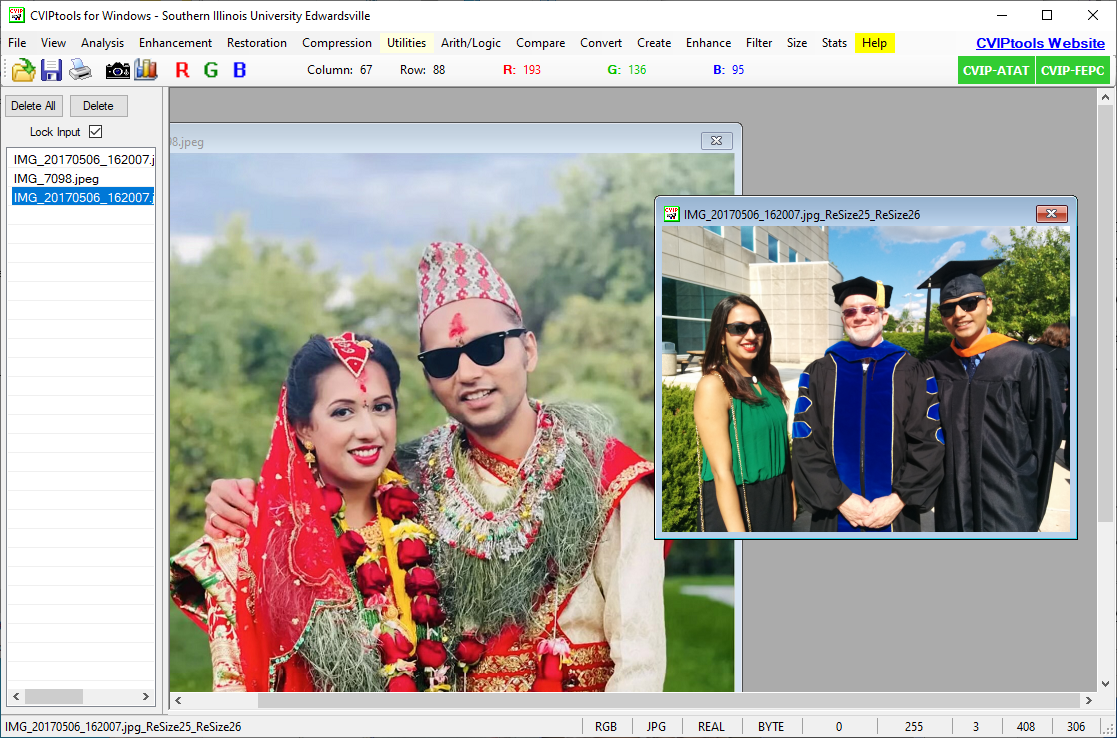 CVIPtools for Windows - Southern Illinois University Edwardsville
File View Analysis Enhancement Restoration Compression Utilities Arith/Logic Compare Convert Create Enhance Filter Size Stats Help CVIPtools Website
R G B Column: 67 Row: 88 R: 193 G: 136 B: 95 CVIP-ATAT CVIP-FEPC
Delete All Delete
Lock Input
IMG_20170506_162007.j
IMG_7098.jpeg
IMG_20170506_162007.j
98.jpeg
CVIP IMG_20170506_162007.jpg_ReSize25_ReSize26
IMG_20170506_162007.jpg_ReSize25_ReSize26 RGB JPG REAL BYTE 0 255 3 408 306